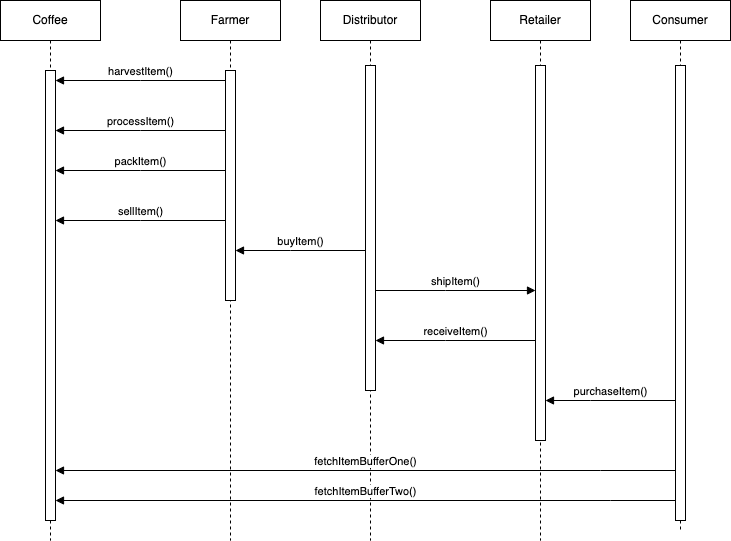 Coffee
Farmer
Distributor
Retailer
Consumer
harvestItem()
processItem()
packItem()
sellItem()
buyItem()
shipItem()
receiveItem()
purchaseItem()
fetchItemBufferOne()
fetchItemBufferTwo()